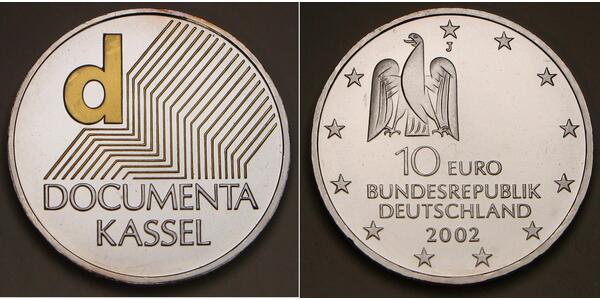 d
DOCUMENTA
KASSEL
J
10 EURO
BUNDESREPUBLIK
DEUTSCHLAND
2002